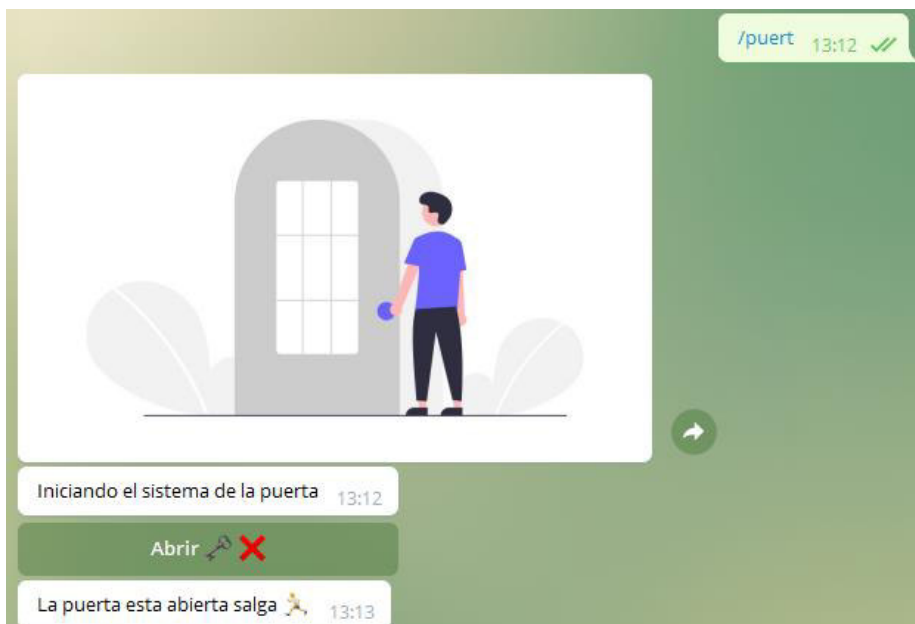 /puert 13:12
Iniciando el sistema de la puerta 13:12
Abrir 🗝️❌
La puerta esta abierta salga 🏃 13:13